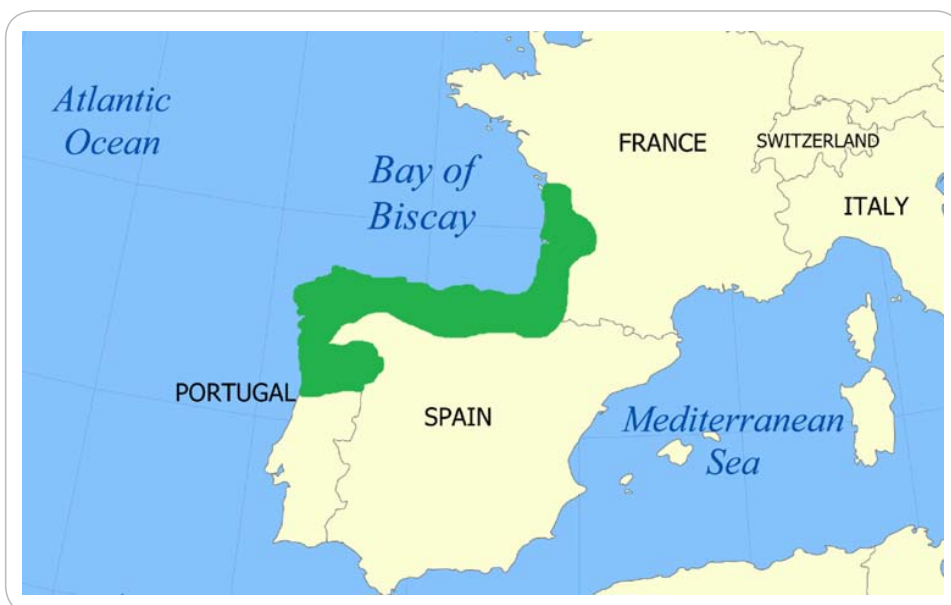 Atlantic
Ocean
Bay of
Biscay
FRANCE
SWITZERLAND
ITALY
PORTUGAL
SPAIN
Mediterranean
Sea